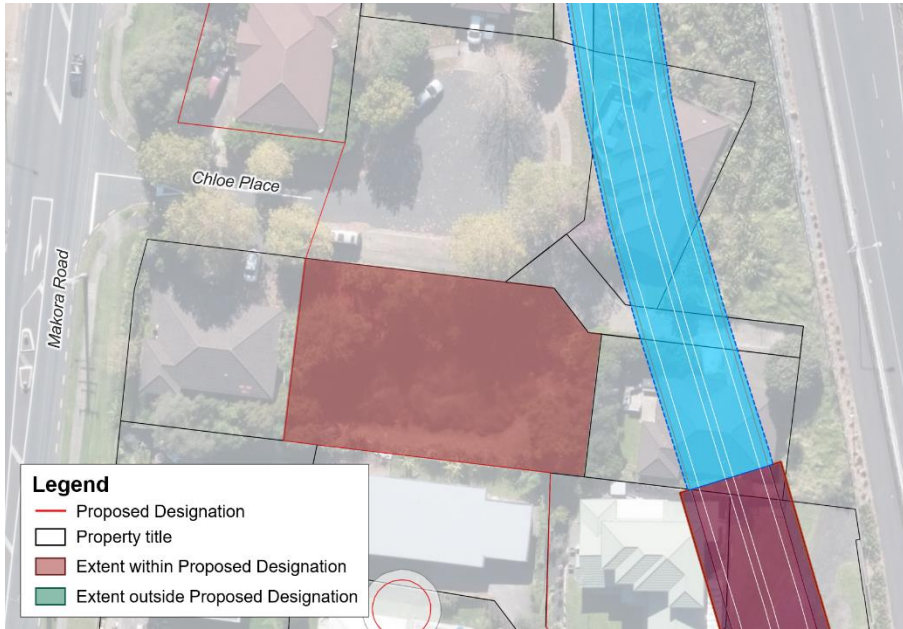 Chloe Place
Makora Road
Legend
Proposed Designation
Property title
Extent within Proposed Designation
Extent outside Proposed Designation